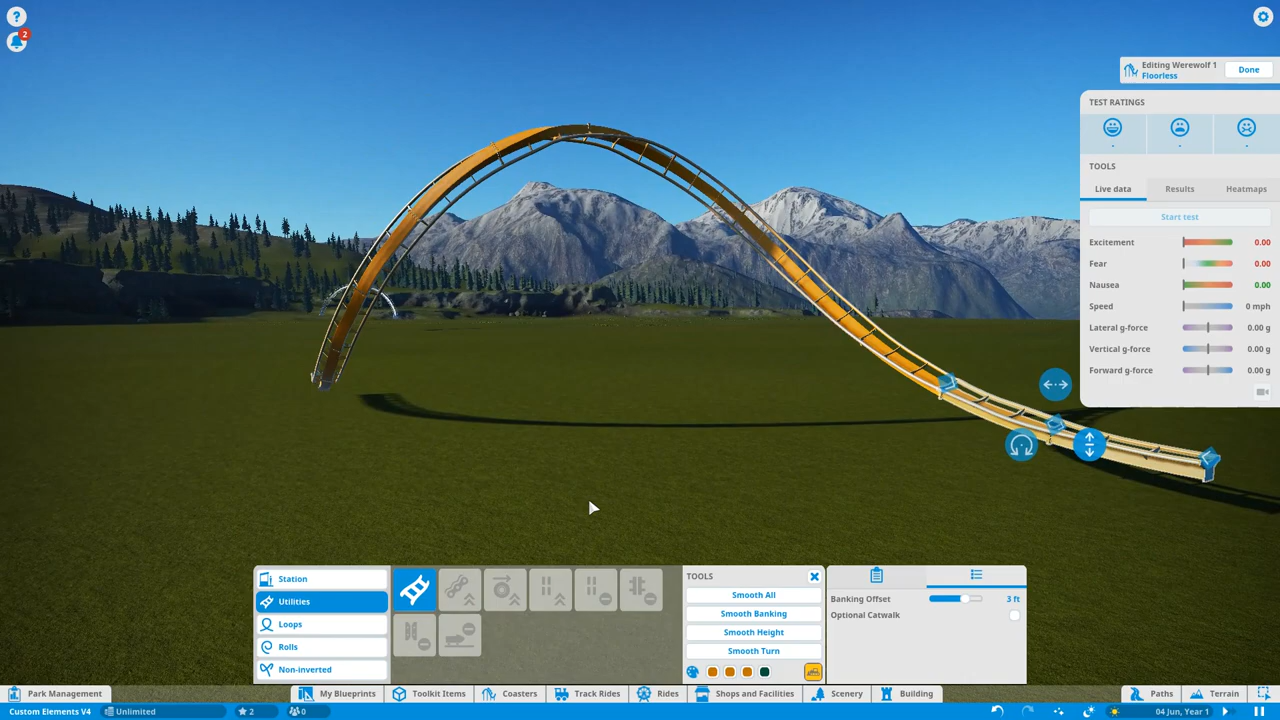 ?
2
Editing Werewolf 1
Floorless
Done
TEST RATINGS
- - -
TOOLS
Live data Results Heatmaps
Start test
Excitement 0.00
Fear 0.00
Nausea 0.00
Speed 0 mph
Lateral g-force 0.00 g
Vertical g-force 0.00 g
Forward g-force 0.00 g
Station
Utilities
Loops
Rolls
Non-inverted
TOOLS
Smooth All
Smooth Banking
Smooth Height
Smooth Turn
Banking Offset 3 ft
Optional Catwalk
Park Management My Blueprints Toolkit Items Coasters Track Rides Rides Shops and Facilities Scenery Building Paths Terrain
Custom Elements V4 Unlimited 2 0 04 Jun, Year 1